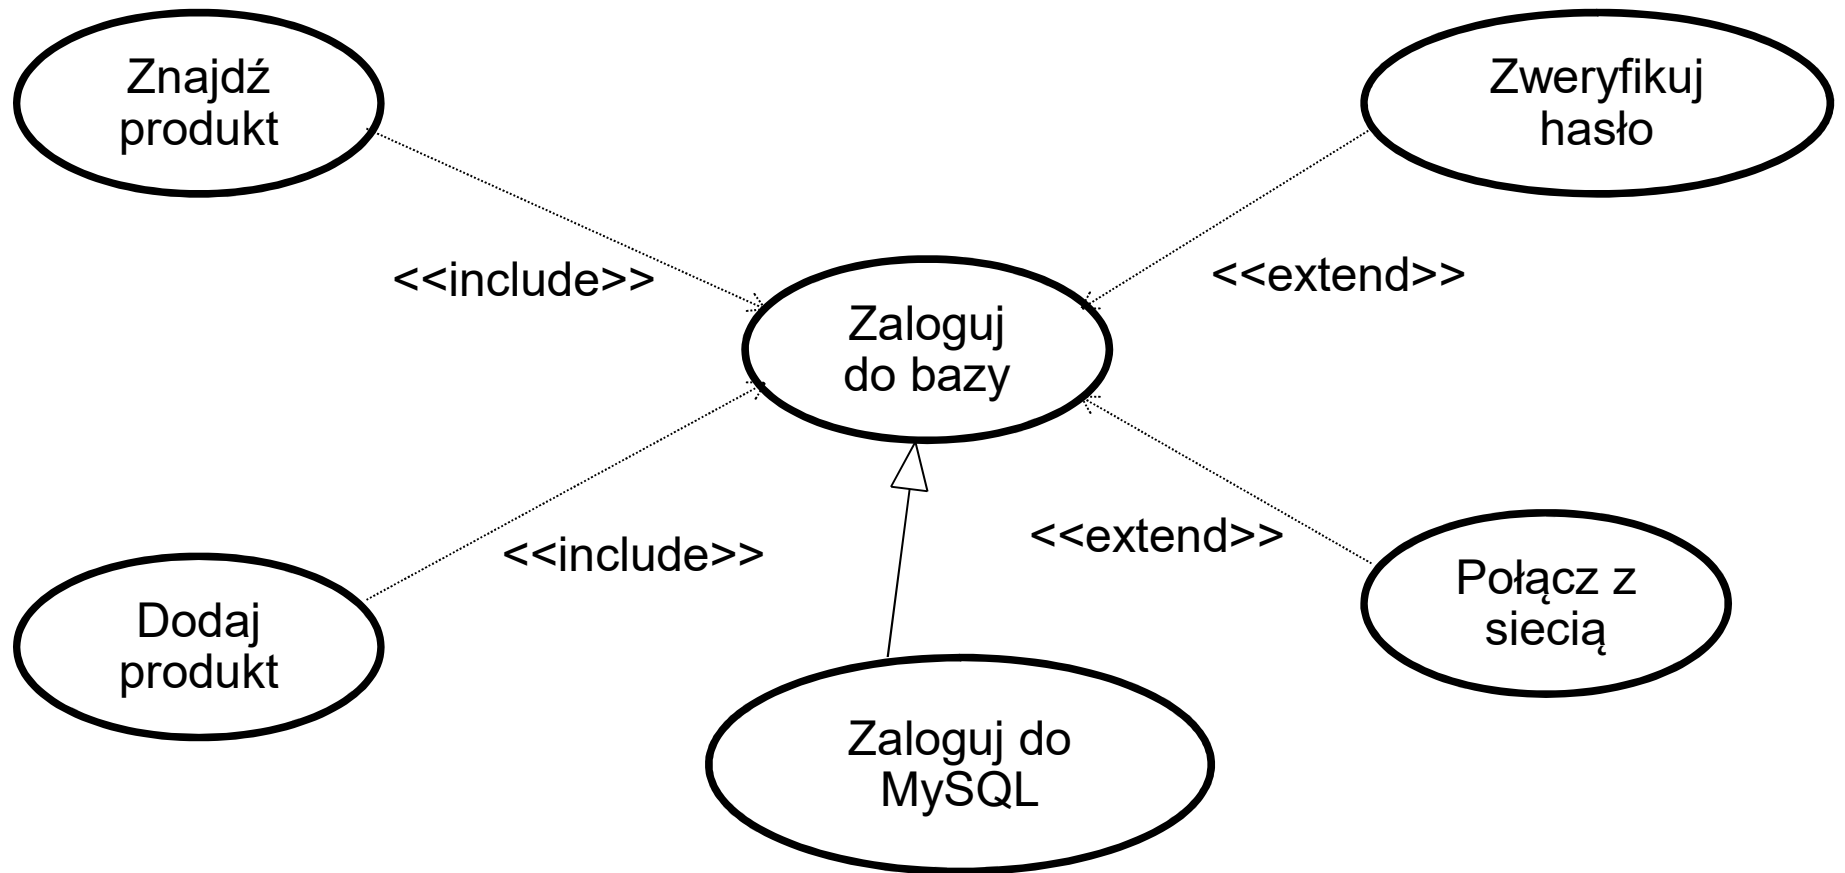 Znajdź
produkt
Zweryfikuj
hasło
<<include>>
<<extend>>
Zaloguj
do bazy
<<include>>
<<extend>>
Dodaj
produkt
Połącz z
siecią
Zaloguj do
MySQL